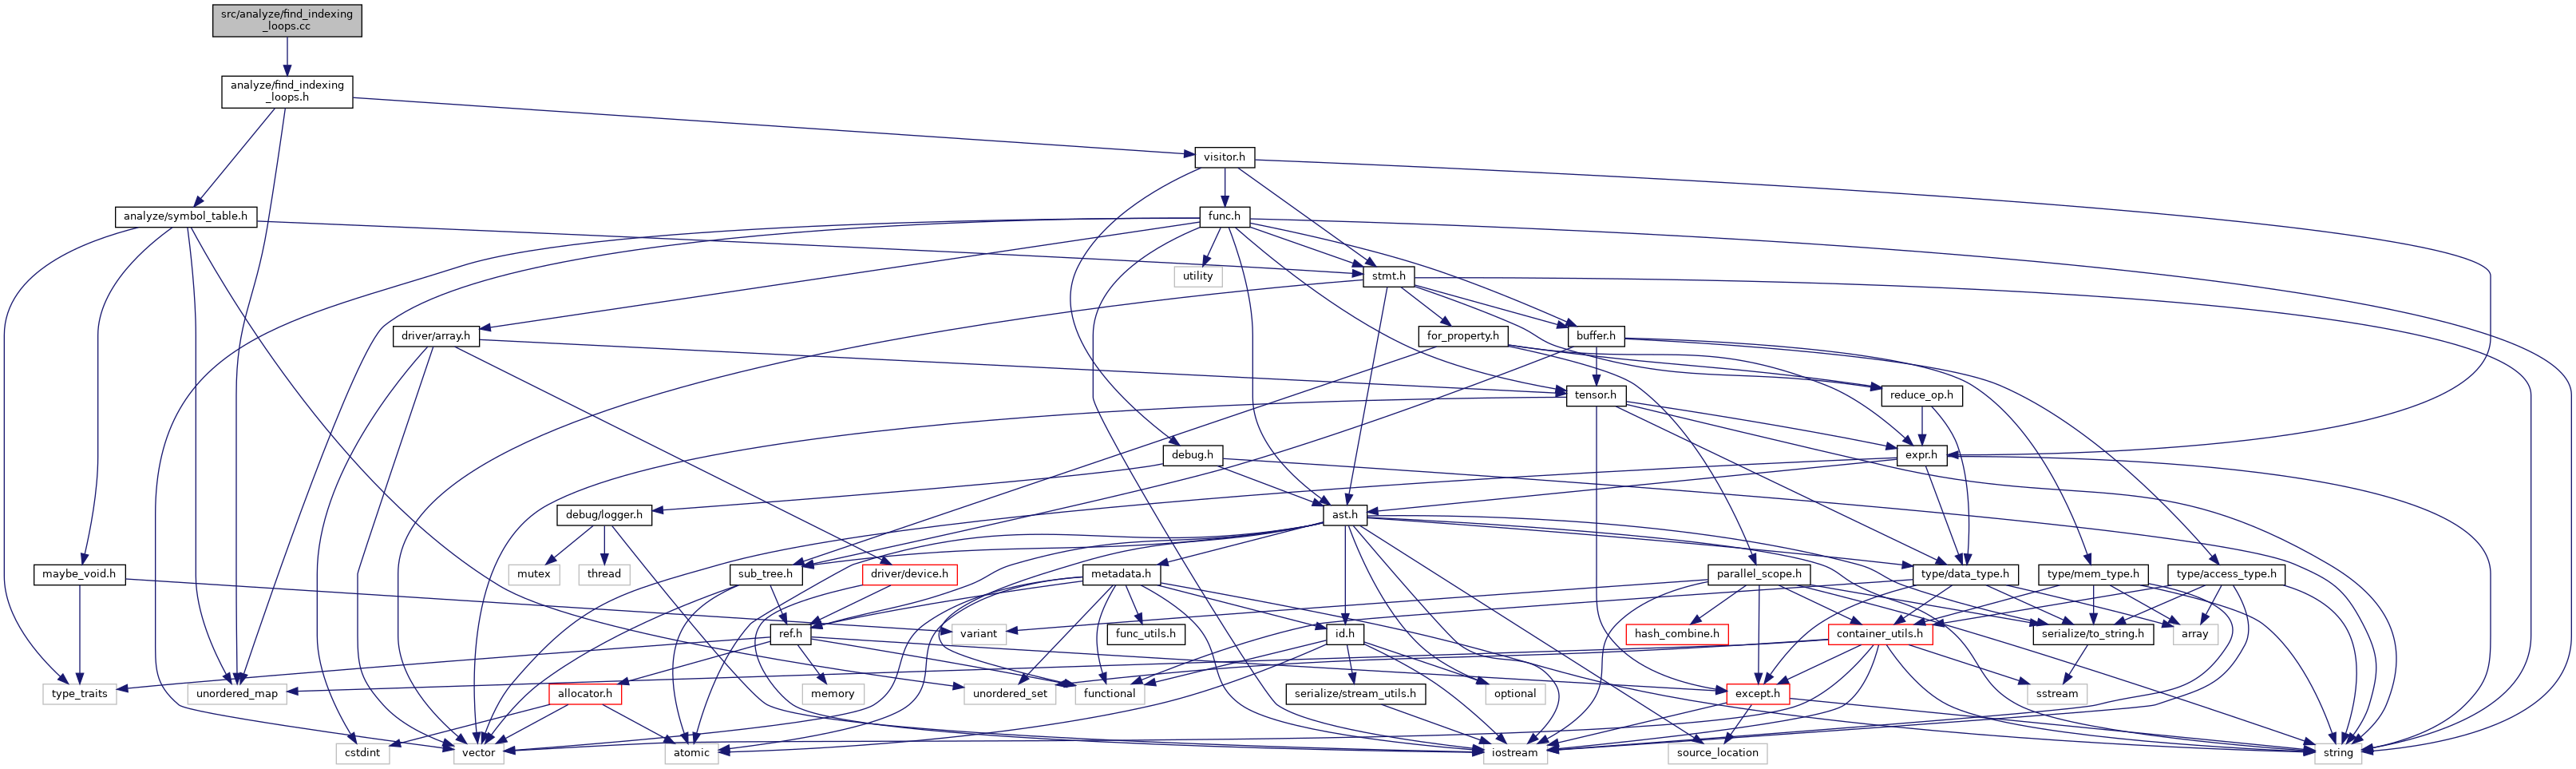 src/analyze/find_indexing
_loops.cc
analyze/find_indexing
_loops.h
visitor.h
analyze/symbol_table.h
func.h
utility
stmt.h
driver/array.h
for_property.h
buffer.h
tensor.h
reduce_op.h
debug.h
expr.h
debug/logger.h
ast.h
maybe_void.h
mutex
thread
sub_tree.h
driver/device.h
metadata.h
parallel_scope.h
type/data_type.h
type/mem_type.h
type/access_type.h
ref.h
variant
func_utils.h
id.h
hash_combine.h
container_utils.h
serialize/to_string.h
array
type_traits
unordered_map
allocator.h
memory
unordered_set
functional
serialize/stream_utils.h
optional
except.h
sstream
cstdint
vector
atomic
iostream
source_location
string